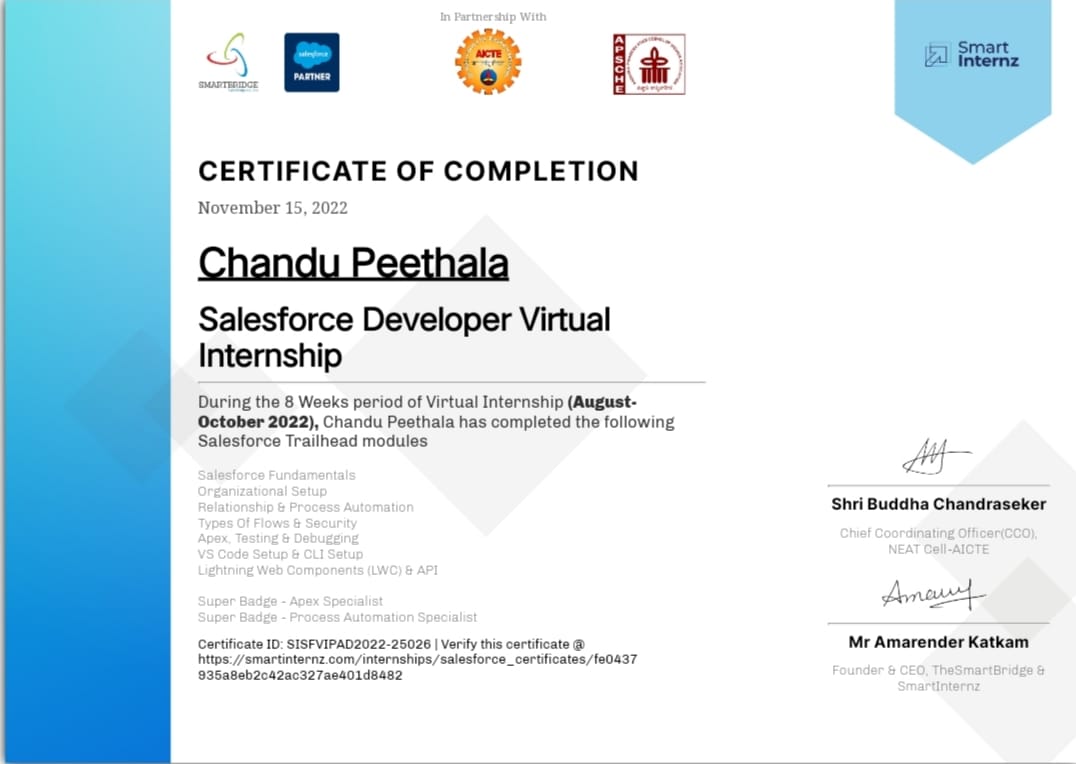 In Partnership With
SMARTBRIDGE
salesforce
PARTNER
AICTE
APSCHE
Smart
Internz
CERTIFICATE OF COMPLETION
November 15, 2022
Chandu Peethala
Salesforce Developer Virtual
Internship
During the 8 Weeks period of Virtual Internship (August-
October 2022), Chandu Peethala has completed the following
Salesforce Trailhead modules
Salesforce Fundamentals
Organizational Setup
Relationship & Process Automation
Types Of Flows & Security
Apex, Testing & Debugging
VS Code Setup & CLI Setup
Lightning Web Components (LWC) & API
Super Badge - Apex Specialist
Super Badge - Process Automation Specialist
Certificate ID: SISFVIPAD2022-25026 | Verify this certificate @
https://smartinternz.com/internships/salesforce_certificates/fe0437
935a8eb2c42ac327ae401d8482
Shri Buddha Chandraseker
Chief Coordinating Officer(CCO),
NEAT Cell-AICTE
Mr Amarender Katkam
Founder & CEO, TheSmartBridge &
SmartInternz